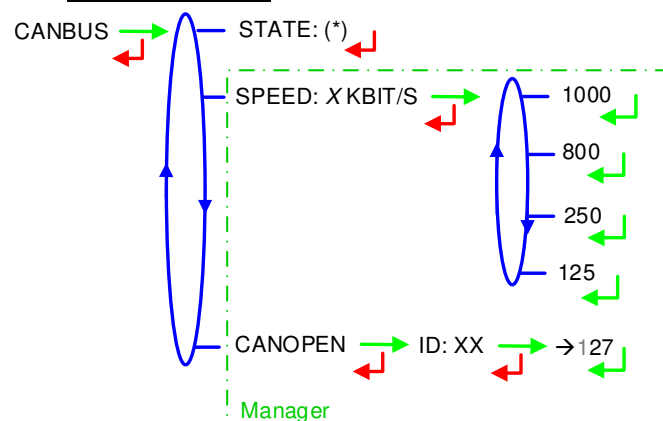 CANBUS STATE: (*)
SPEED: X KBIT/S 1000
800
250
125
CANOPEN ID: XX →127
Manager